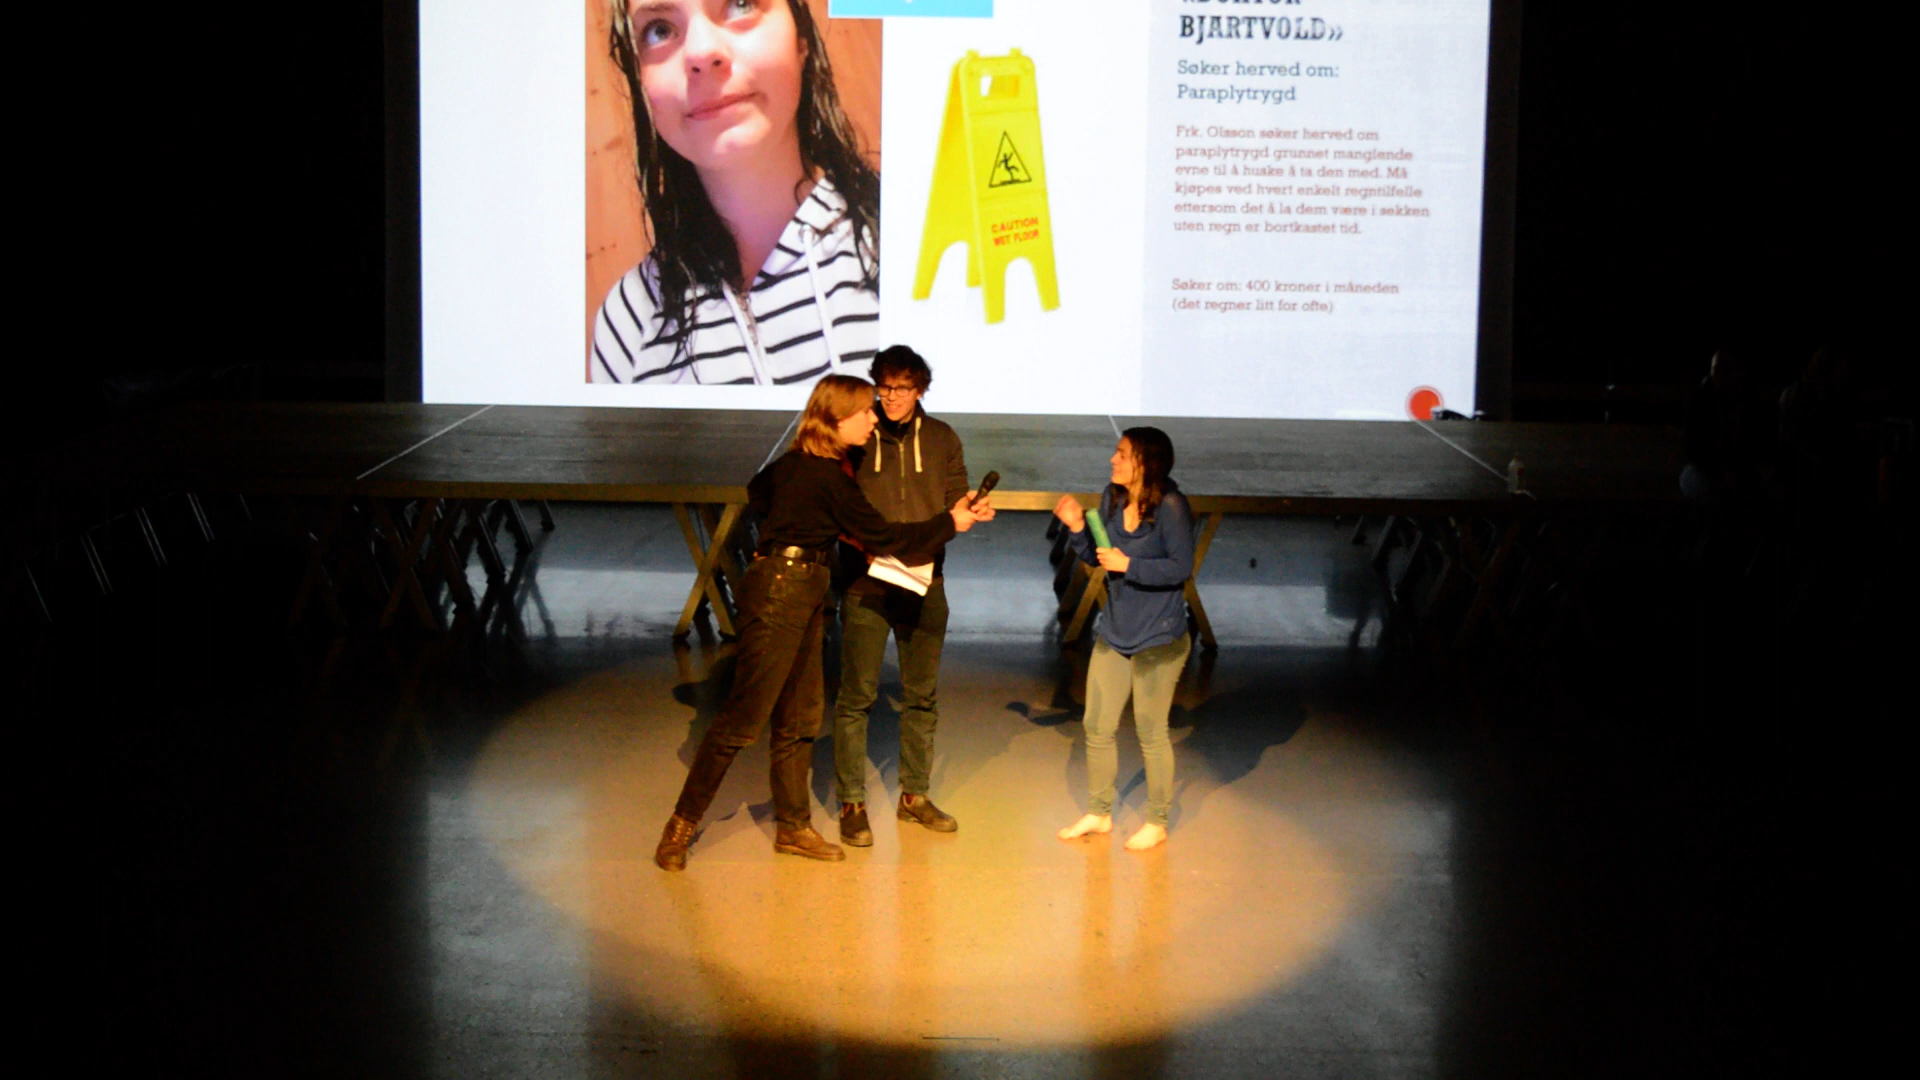 BJARTVOLD»
Søker herved om:
Paraplytrygd
Frk. Olsson søker herved om
paraplytrygd grunnet manglende
evne til å huske å ta den med. Må
kjøpes ved hvert enkelt regntilfelle
ettersom det å la dem være i sekken
uten regn er bortkastet tid.
Søker om: 400 kroner i måneden
(det regner litt for ofte)
CAUTION
WET FLOOR